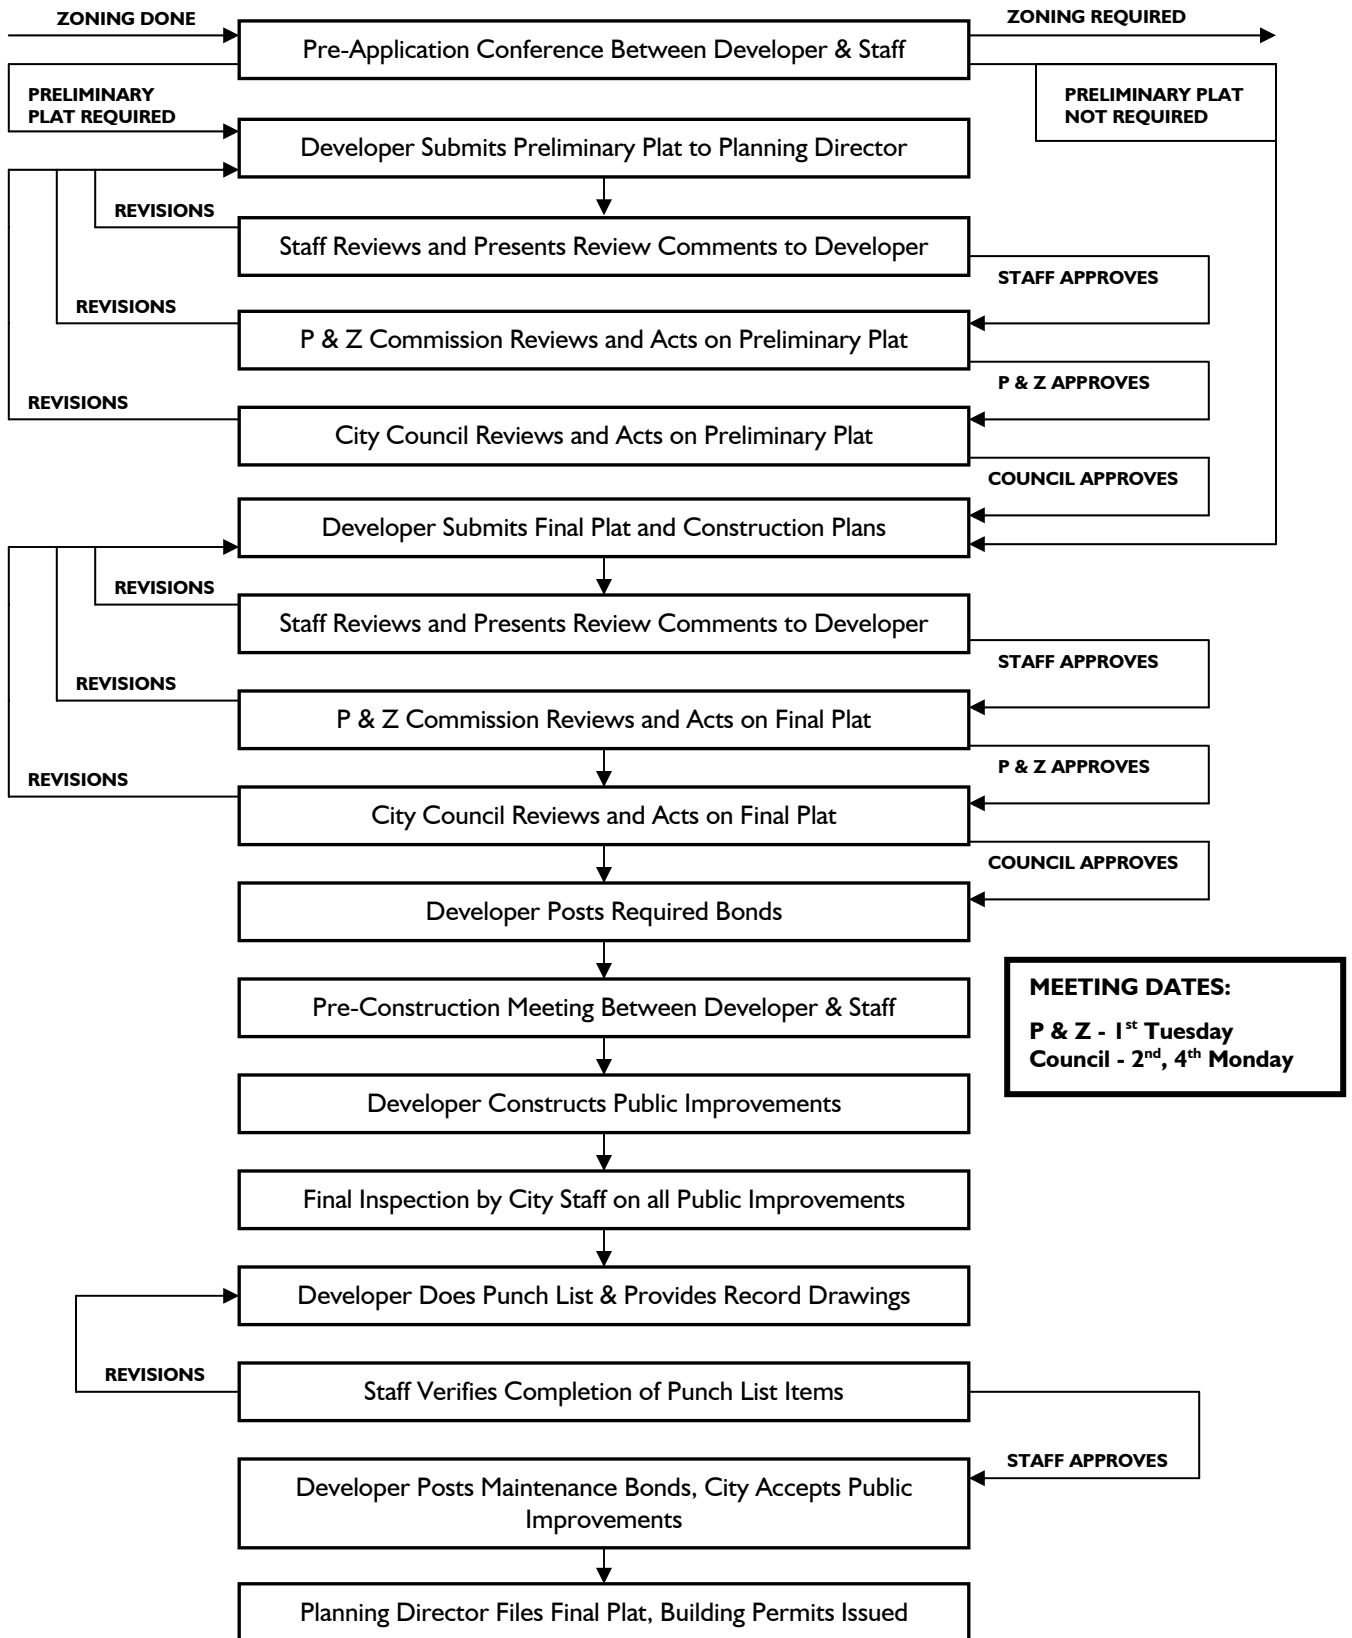 ZONING DONE
ZONING REQUIRED
Pre-Application Conference Between Developer & Staff
PRELIMINARY
PLAT REQUIRED
PRELIMINARY PLAT
NOT REQUIRED
Developer Submits Preliminary Plat to Planning Director
REVISIONS
Staff Reviews and Presents Review Comments to Developer
STAFF APPROVES
REVISIONS
P & Z Commission Reviews and Acts on Preliminary Plat
P & Z APPROVES
REVISIONS
City Council Reviews and Acts on Preliminary Plat
COUNCIL APPROVES
Developer Submits Final Plat and Construction Plans
REVISIONS
Staff Reviews and Presents Review Comments to Developer
STAFF APPROVES
REVISIONS
P & Z Commission Reviews and Acts on Final Plat
P & Z APPROVES
REVISIONS
City Council Reviews and Acts on Final Plat
COUNCIL APPROVES
Developer Posts Required Bonds
Pre-Construction Meeting Between Developer & Staff
MEETING DATES:
P & Z - 1st Tuesday
Council - 2nd, 4th Monday
Developer Constructs Public Improvements
Final Inspection by City Staff on all Public Improvements
Developer Does Punch List & Provides Record Drawings
REVISIONS
Staff Verifies Completion of Punch List Items
STAFF APPROVES
Developer Posts Maintenance Bonds, City Accepts Public
Improvements
Planning Director Files Final Plat, Building Permits Issued